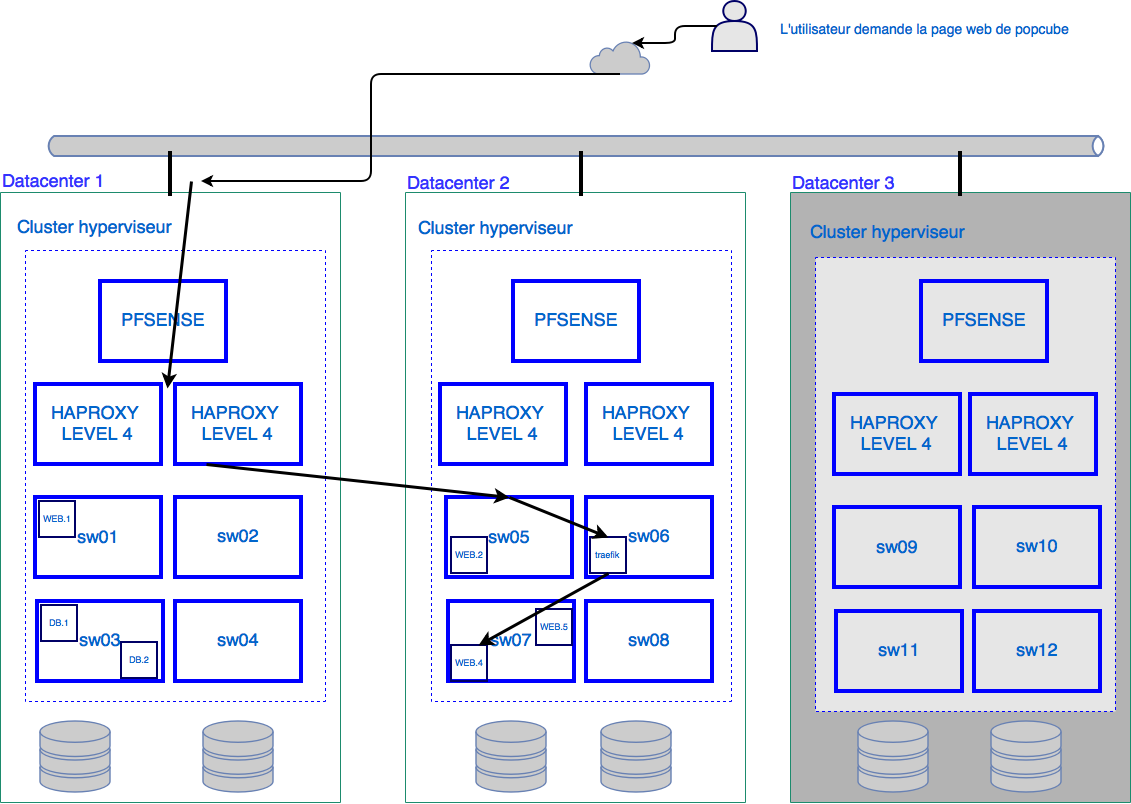 L'utilisateur demande la page web de popcube
Datacenter 1
Cluster hyperviseur
PFSENSE
HAPROXY
LEVEL 4
HAPROXY
LEVEL 4
WEB.1
sw01
sw02
DB.1
sw03
DB.2
sw04
Datacenter 2
Cluster hyperviseur
PFSENSE
HAPROXY
LEVEL 4
HAPROXY
LEVEL 4
sw05
WEB.2
sw06
traefik
WEB.5
sw07
WEB.4
sw08
Datacenter 3
Cluster hyperviseur
PFSENSE
HAPROXY
LEVEL 4
HAPROXY
LEVEL 4
sw09
sw10
sw11
sw12